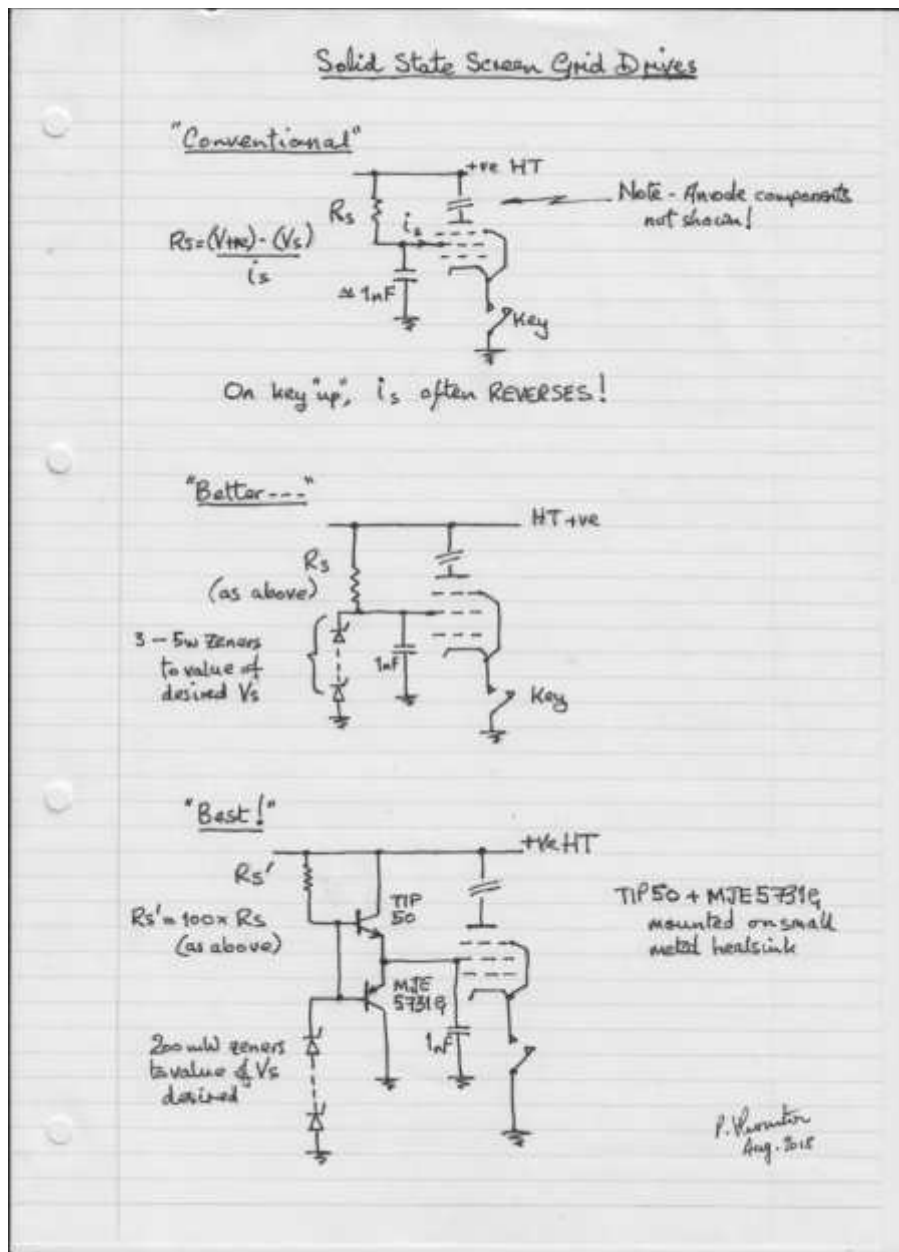 Solid State Screen Grid Drives
"Conventional"
+ve HT
Rs
is
Note - Anode components
not shown!
Rs = (V+ve) - (Vs)
is
≃ 1nF
Key
On key "up", is often REVERSES!
"Better---"
HT +ve
Rs
(as above)
3 - 5w Zeners
to value of
desired Vs
1nF
Key
"Best!"
+ve HT
Rs'
TIP
50
Rs' = 100 x Rs
(as above)
TIP50 + MJE5731G
mounted on small
metal heatsink
MJE
5731G
1nF
200mW zeners
to value of Vs
desired
P.
Aug. 2018